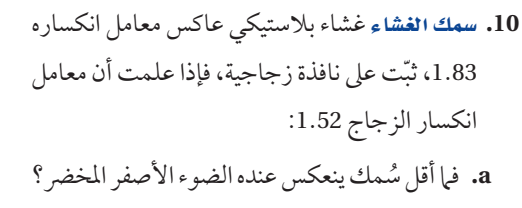 10. سمك الغشاء غشاء بلاستيكي عاكس معامل انكساره
1.83، ثبّت على نافذة زجاجية، فإذا علمت أن معامل
انكسار الزجاج 1.52:
a. فما أقل سُمك ينعكس عنده الضوء الأصفر المخضر؟